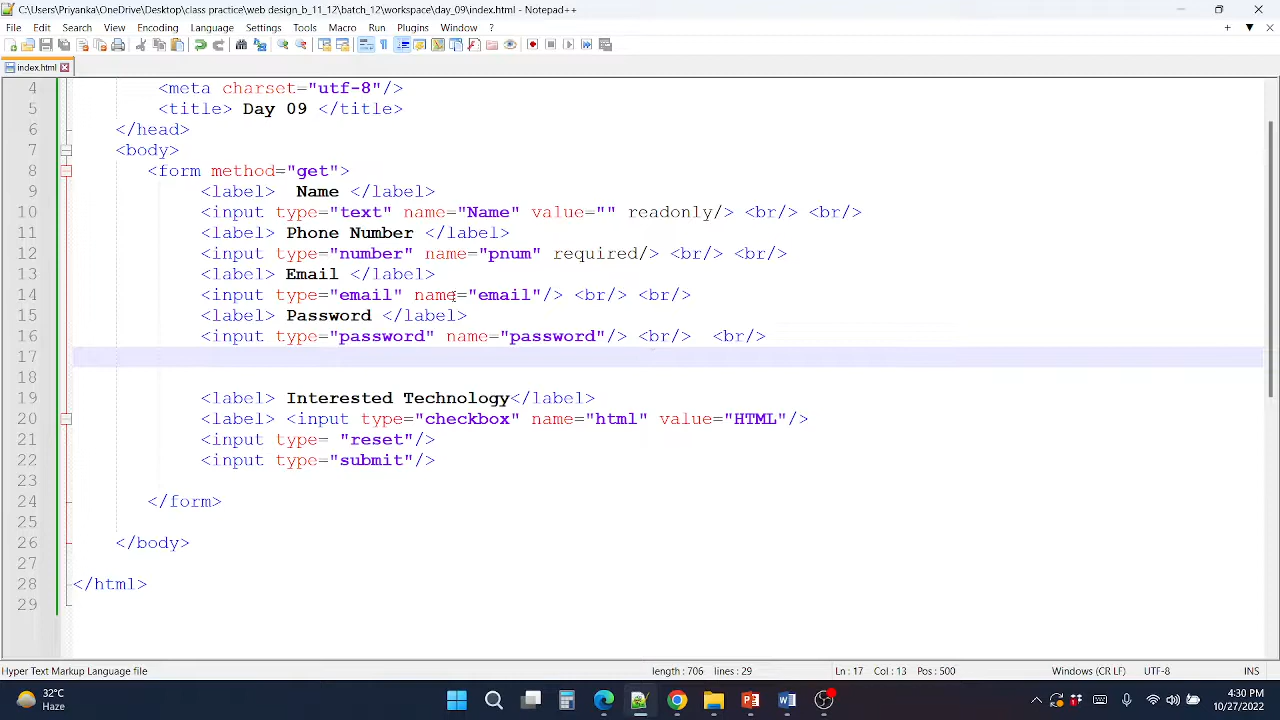 C:\Users\Priyanka\OneDrive\Desktop\class practice\web design_b_11_12\batch_12\workspace\day_09\index.html - Notepad++
File Edit Search View Encoding Language Settings Tools Macro Run Plugins Window ?
index.html
4 <meta charset="utf-8"/>
5 <title> Day 09 </title>
6 </head>
7 <body>
8 <form method="get">
9 <label>  Name </label>
10 <input type="text" name="Name" value="" readonly/> <br/> <br/>
11 <label> Phone Number </label>
12 <input type="number" name="pnum" required/> <br/> <br/>
13 <label> Email </label>
14 <input type="email" name="email"/> <br/> <br/>
15 <label> Password </label>
16 <input type="password" name="password"/> <br/>  <br/>
17
18
19 <label> Interested Technology</label>
20 <label> <input type="checkbox" name="html" value="HTML"/>
21 <input type= "reset"/>
22 <input type="submit"/>
23
24 </form>
25
26 </body>
27
28 </html>
29
Hyper Text Markup Language file length : 706 lines : 29 Ln : 17 Col : 13 Pos : 500 Windows (CR LF) UTF-8 INS
32°C
Haze
4:30 PM
10/27/2022